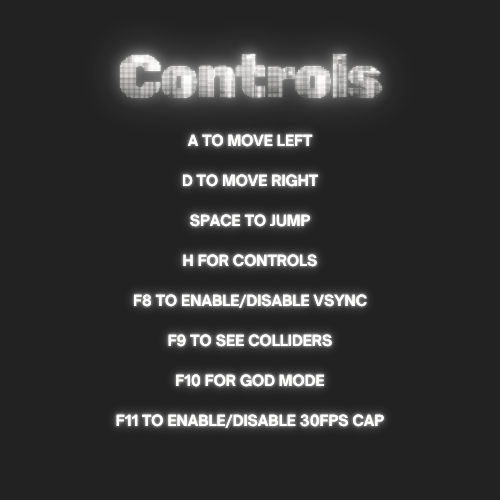 Controls
A TO MOVE LEFT
D TO MOVE RIGHT
SPACE TO JUMP
H FOR CONTROLS
F8 TO ENABLE/DISABLE VSYNC
F9 TO SEE COLLIDERS
F10 FOR GOD MODE
F11 TO ENABLE/DISABLE 30FPS CAP